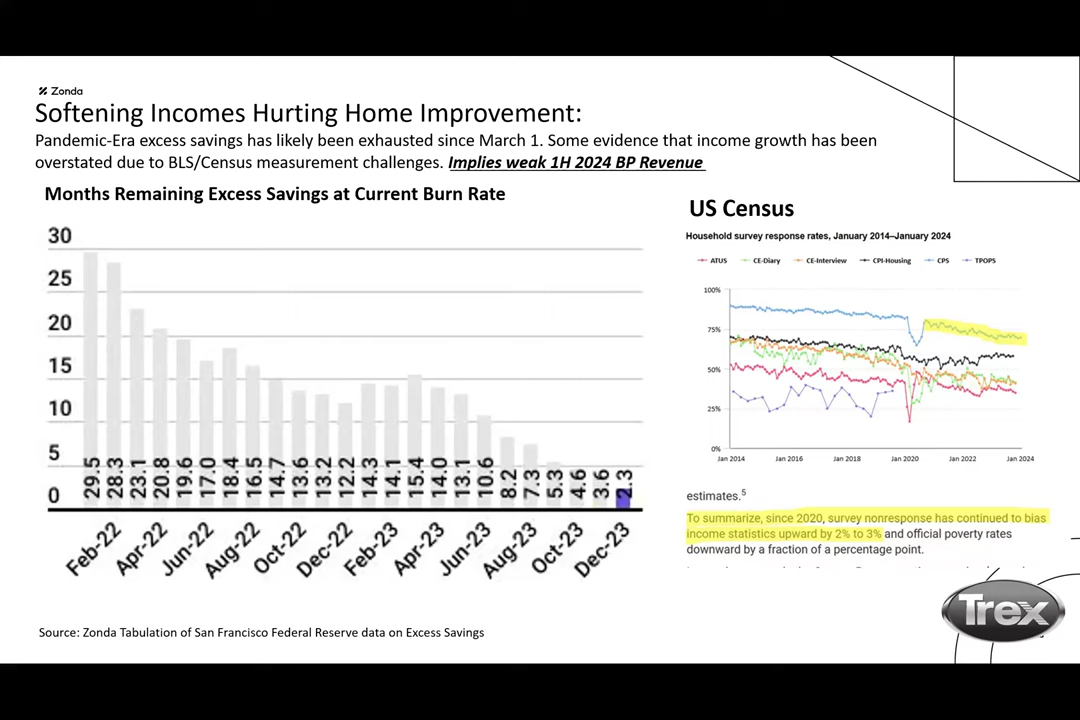 Zonda
Softening Incomes Hurting Home Improvement:
Pandemic-Era excess savings has likely been exhausted since March 1. Some evidence that income growth has been
overstated due to BLS/Census measurement challenges. Implies weak 1H 2024 BP Revenue
Months Remaining Excess Savings at Current Burn Rate
30
25
20
15
10
5
0
29.5
28.3
23.1
20.8
19.6
17.0
18.4
16.5
14.7
13.6
13.2
12.2
14.3
14.1
15.4
14.0
13.1
10.6
8.2
7.3
5.3
4.6
3.6
2.3
Feb-22
Apr-22
Jun-22
Aug-22
Oct-22
Dec-22
Feb-23
Apr-23
Jun-23
Aug-23
Oct-23
Dec-23
US Census
Household survey response rates, January 2014–January 2024
ATUS CE-Diary CE-Interview CPI-Housing CPS TPOPS
100%
75%
50%
25%
0%
Jan 2014 Jan 2016 Jan 2018 Jan 2020 Jan 2022 Jan 2024
estimates.5
To summarize, since 2020, survey nonresponse has continued to bias
income statistics upward by 2% to 3% and official poverty rates
downward by a fraction of a percentage point.
Trex
Source: Zonda Tabulation of San Francisco Federal Reserve data on Excess Savings